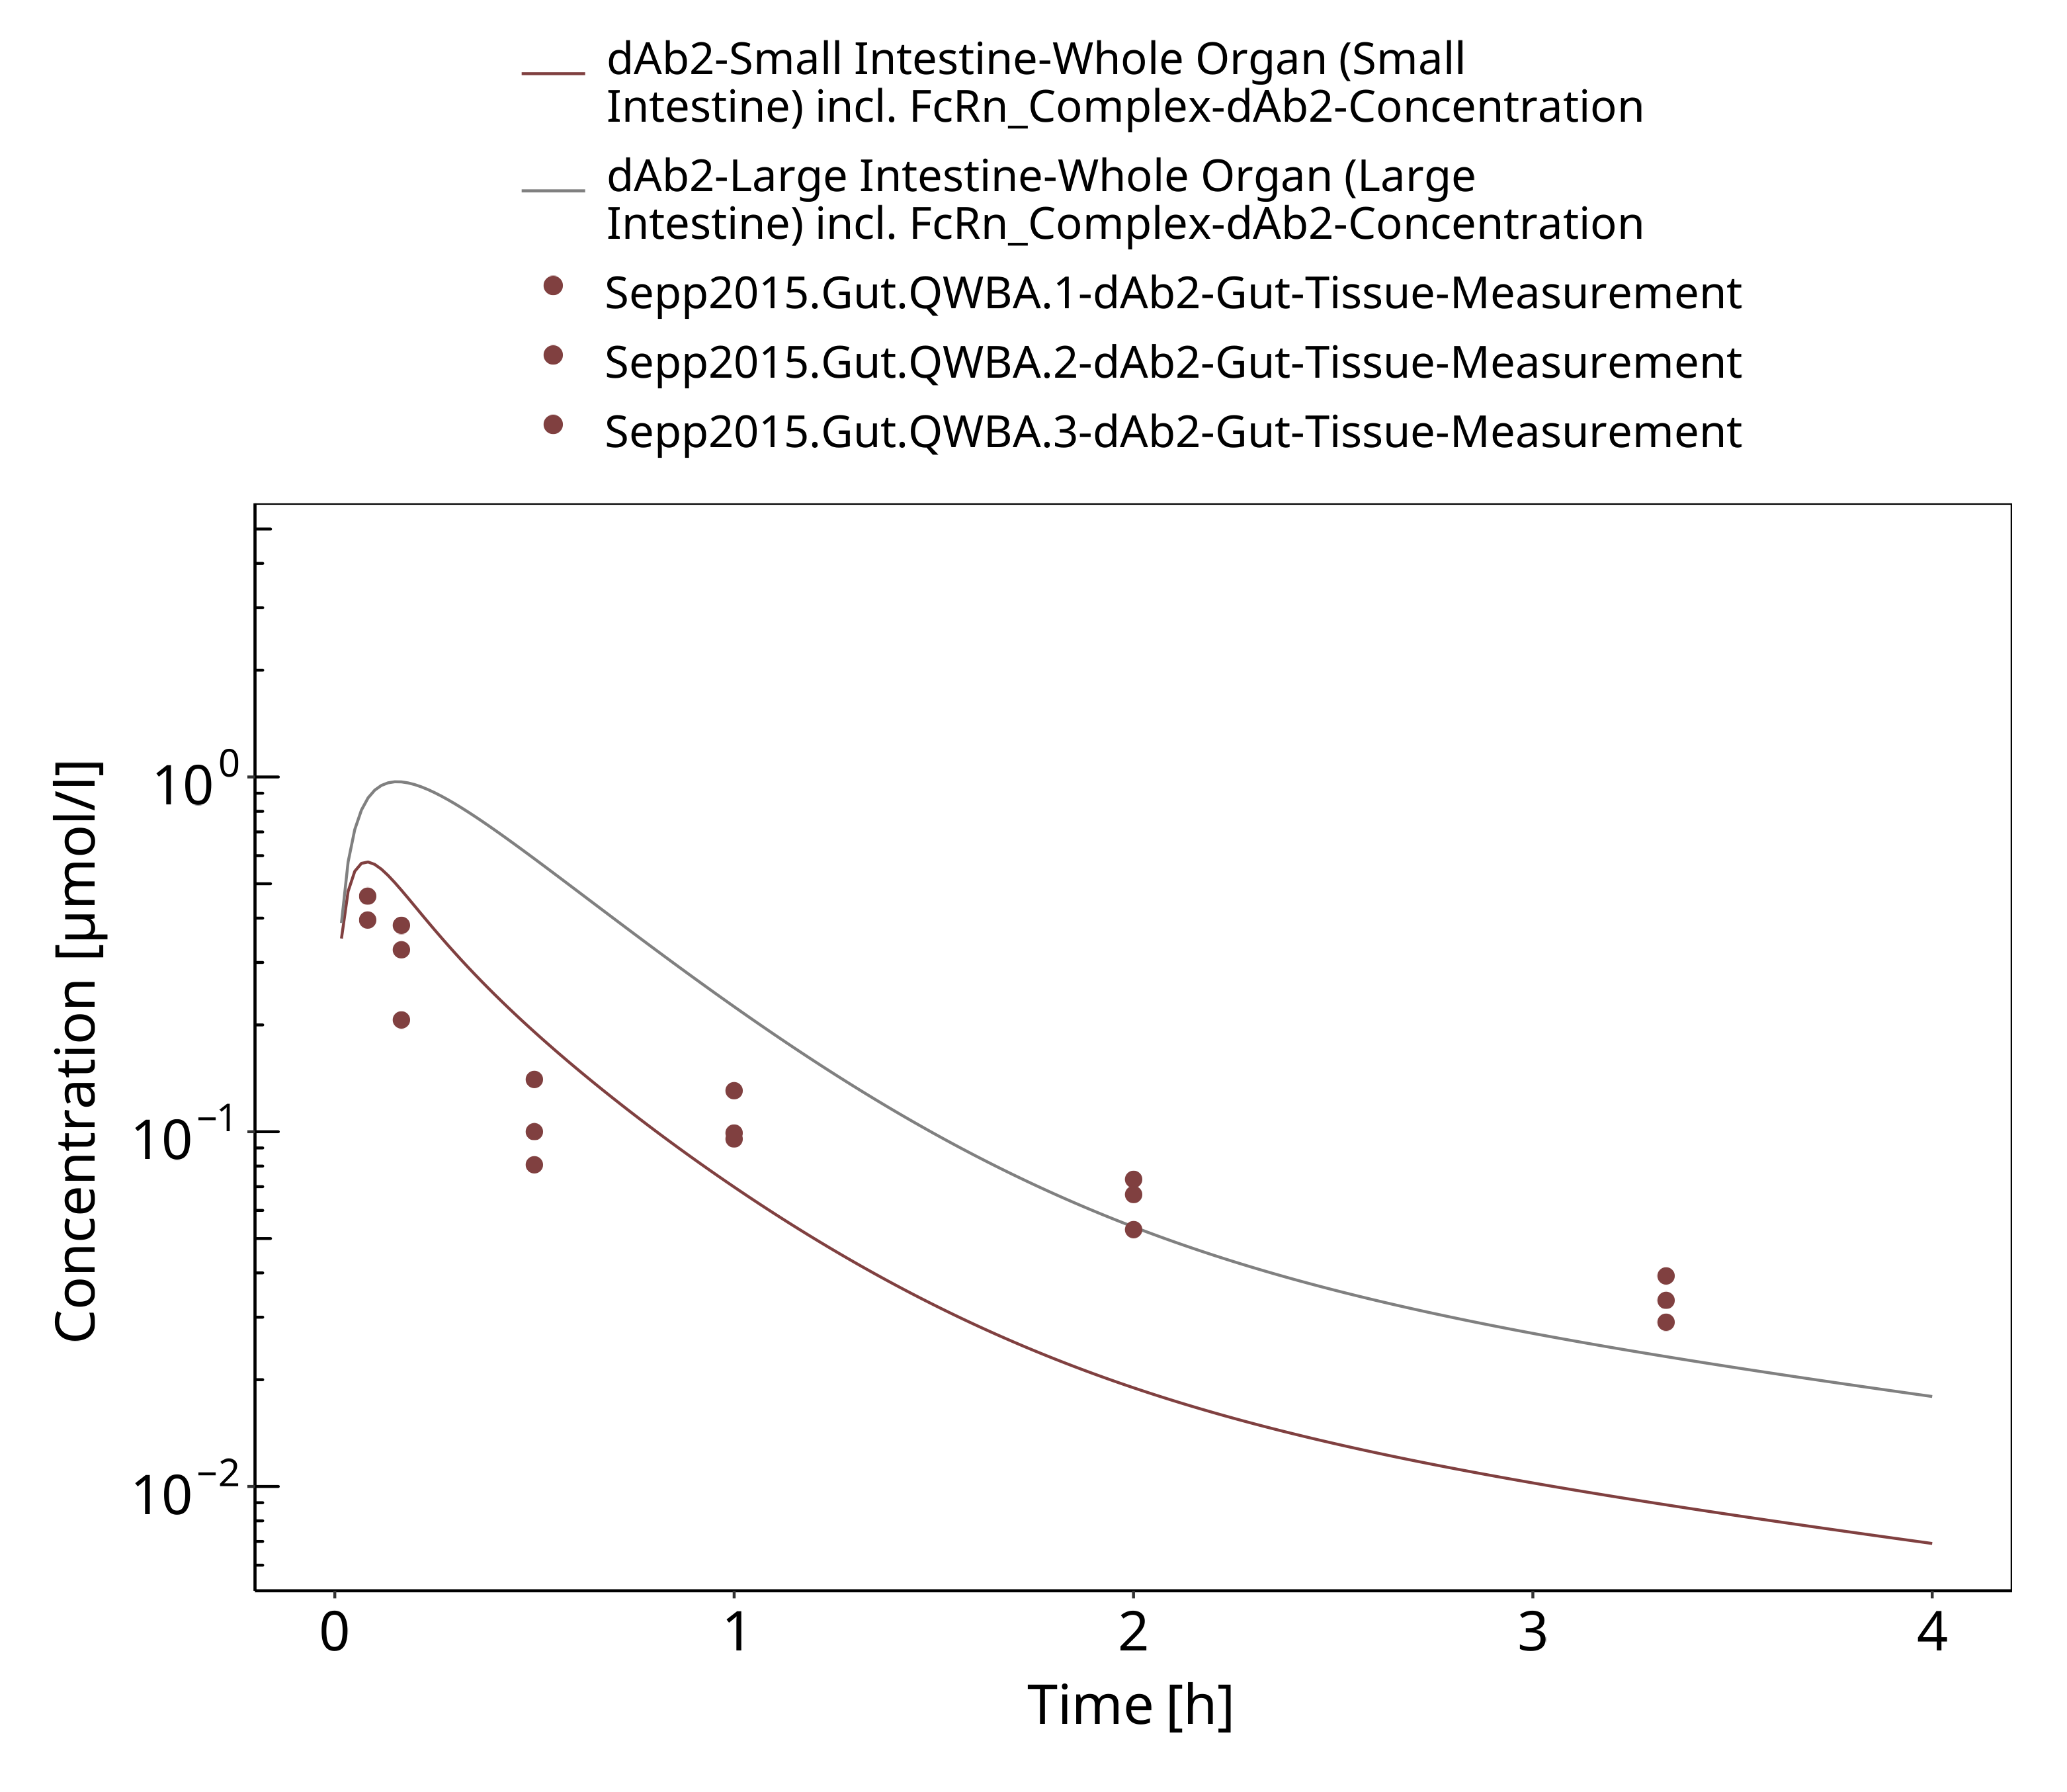 dAb2-Small Intestine-Whole Organ (Small
Intestine) incl. FcRn_Complex-dAb2-Concentration
dAb2-Large Intestine-Whole Organ (Large
Intestine) incl. FcRn_Complex-dAb2-Concentration
Sepp2015.Gut.QWBA.1-dAb2-Gut-Tissue-Measurement
Sepp2015.Gut.QWBA.2-dAb2-Gut-Tissue-Measurement
Sepp2015.Gut.QWBA.3-dAb2-Gut-Tissue-Measurement
Concentration [µmol/l]
10⁰
10⁻¹
10⁻²
0 1 2 3 4
Time [h]